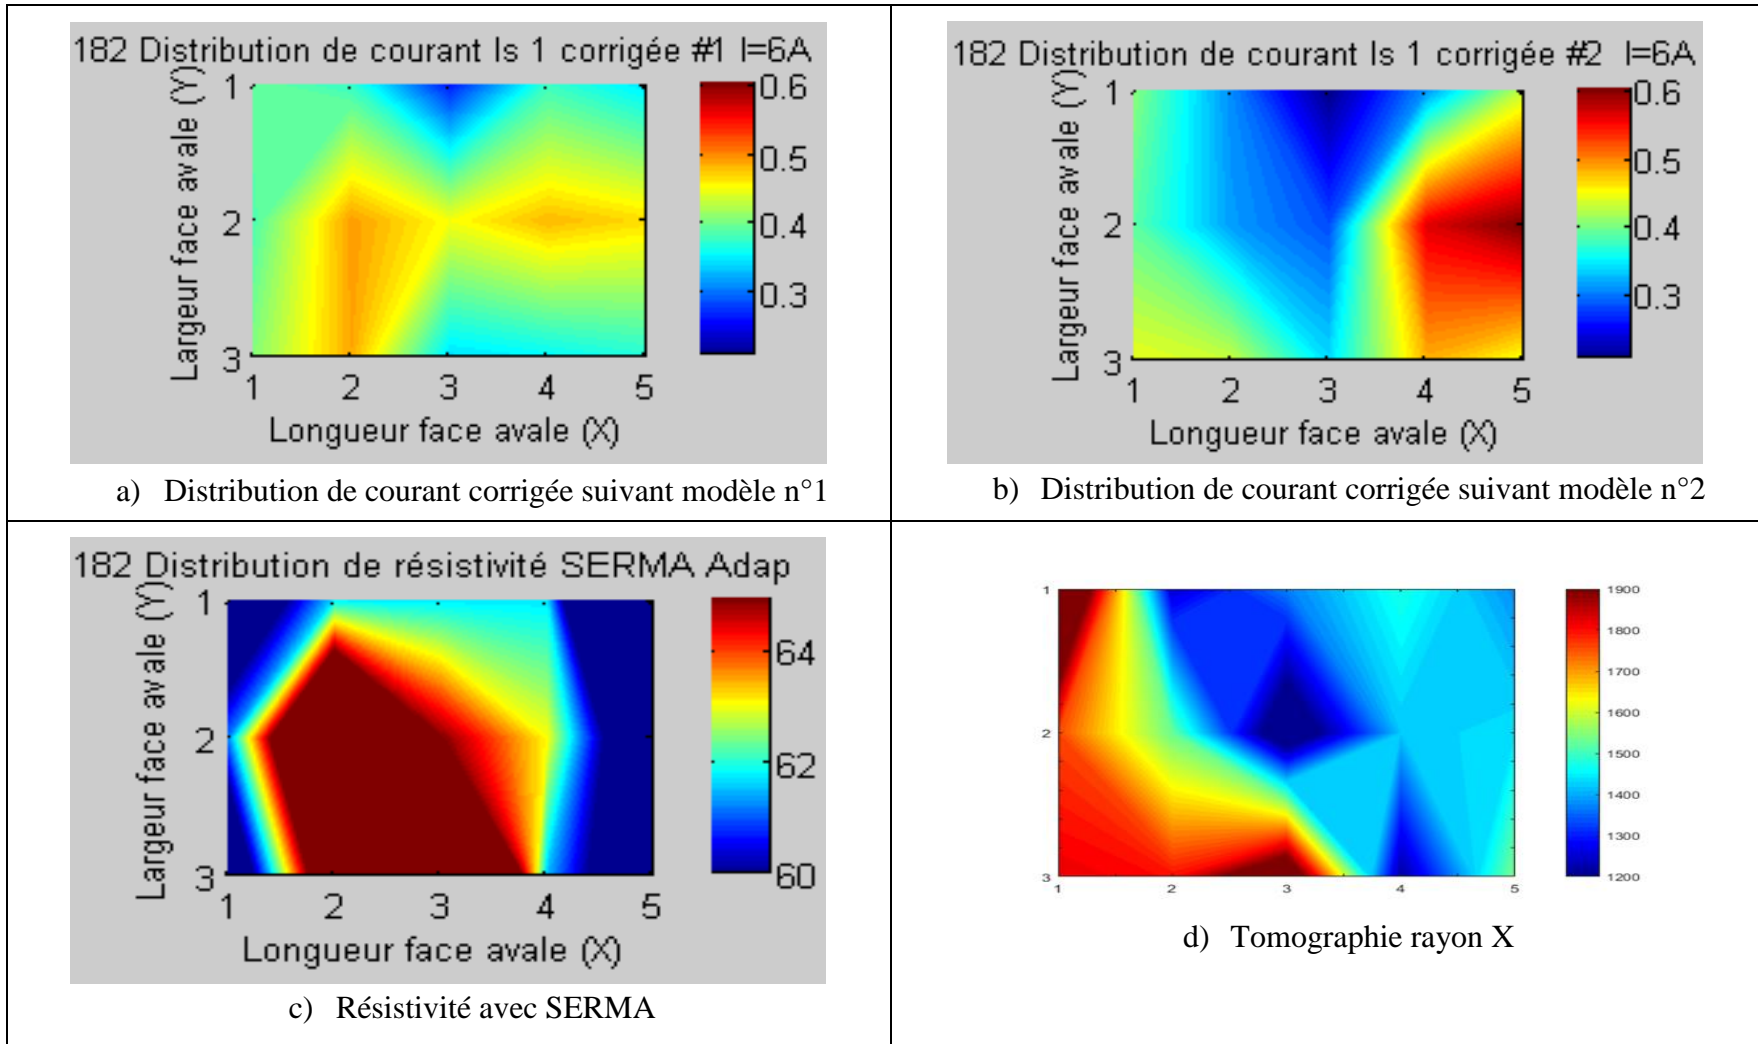 182 Distribution de courant Is 1 corrigée #1 I=6A
Largeur face avale (Y)
1
2
3
1 2 3 4 5
Longueur face avale (X)
0.6
0.5
0.4
0.3
a) Distribution de courant corrigée suivant modèle n°1
182 Distribution de courant Is 1 corrigée #2 I=6A
Largeur face avale (Y)
1
2
3
1 2 3 4 5
Longueur face avale (X)
0.6
0.5
0.4
0.3
b) Distribution de courant corrigée suivant modèle n°2
182 Distribution de résistivité SERMA Adap
Largeur face avale (Y)
1
2
3
1 2 3 4 5
Longueur face avale (X)
64
62
60
c) Résistivité avec SERMA
1
2
3
1 2 3 4 5
1900
1800
1700
1600
1500
1400
1300
1200
d) Tomographie rayon X